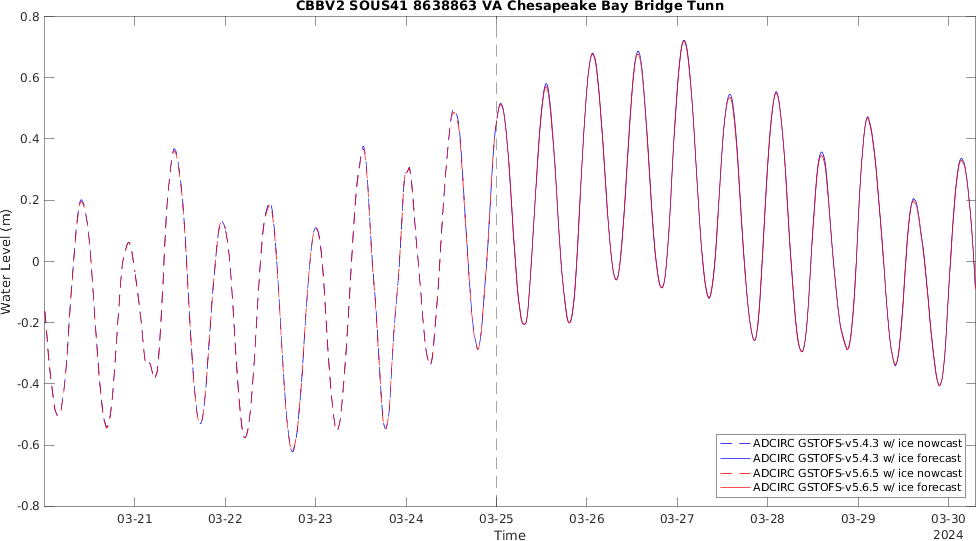 CBBV2 SOUS41 8638863 VA Chesapeake Bay Bridge Tunn
0.8
0.6
0.4
0.2
0
-0.2
-0.4
-0.6
-0.8
Water Level (m)
ADCIRC GSTOFS-v5.4.3 w/ ice nowcast
ADCIRC GSTOFS-v5.4.3 w/ ice forecast
ADCIRC GSTOFS-v5.6.5 w/ ice nowcast
ADCIRC GSTOFS-v5.6.5 w/ ice forecast
03-21 03-22 03-23 03-24 03-25 03-26 03-27 03-28 03-29 03-30
Time 2024